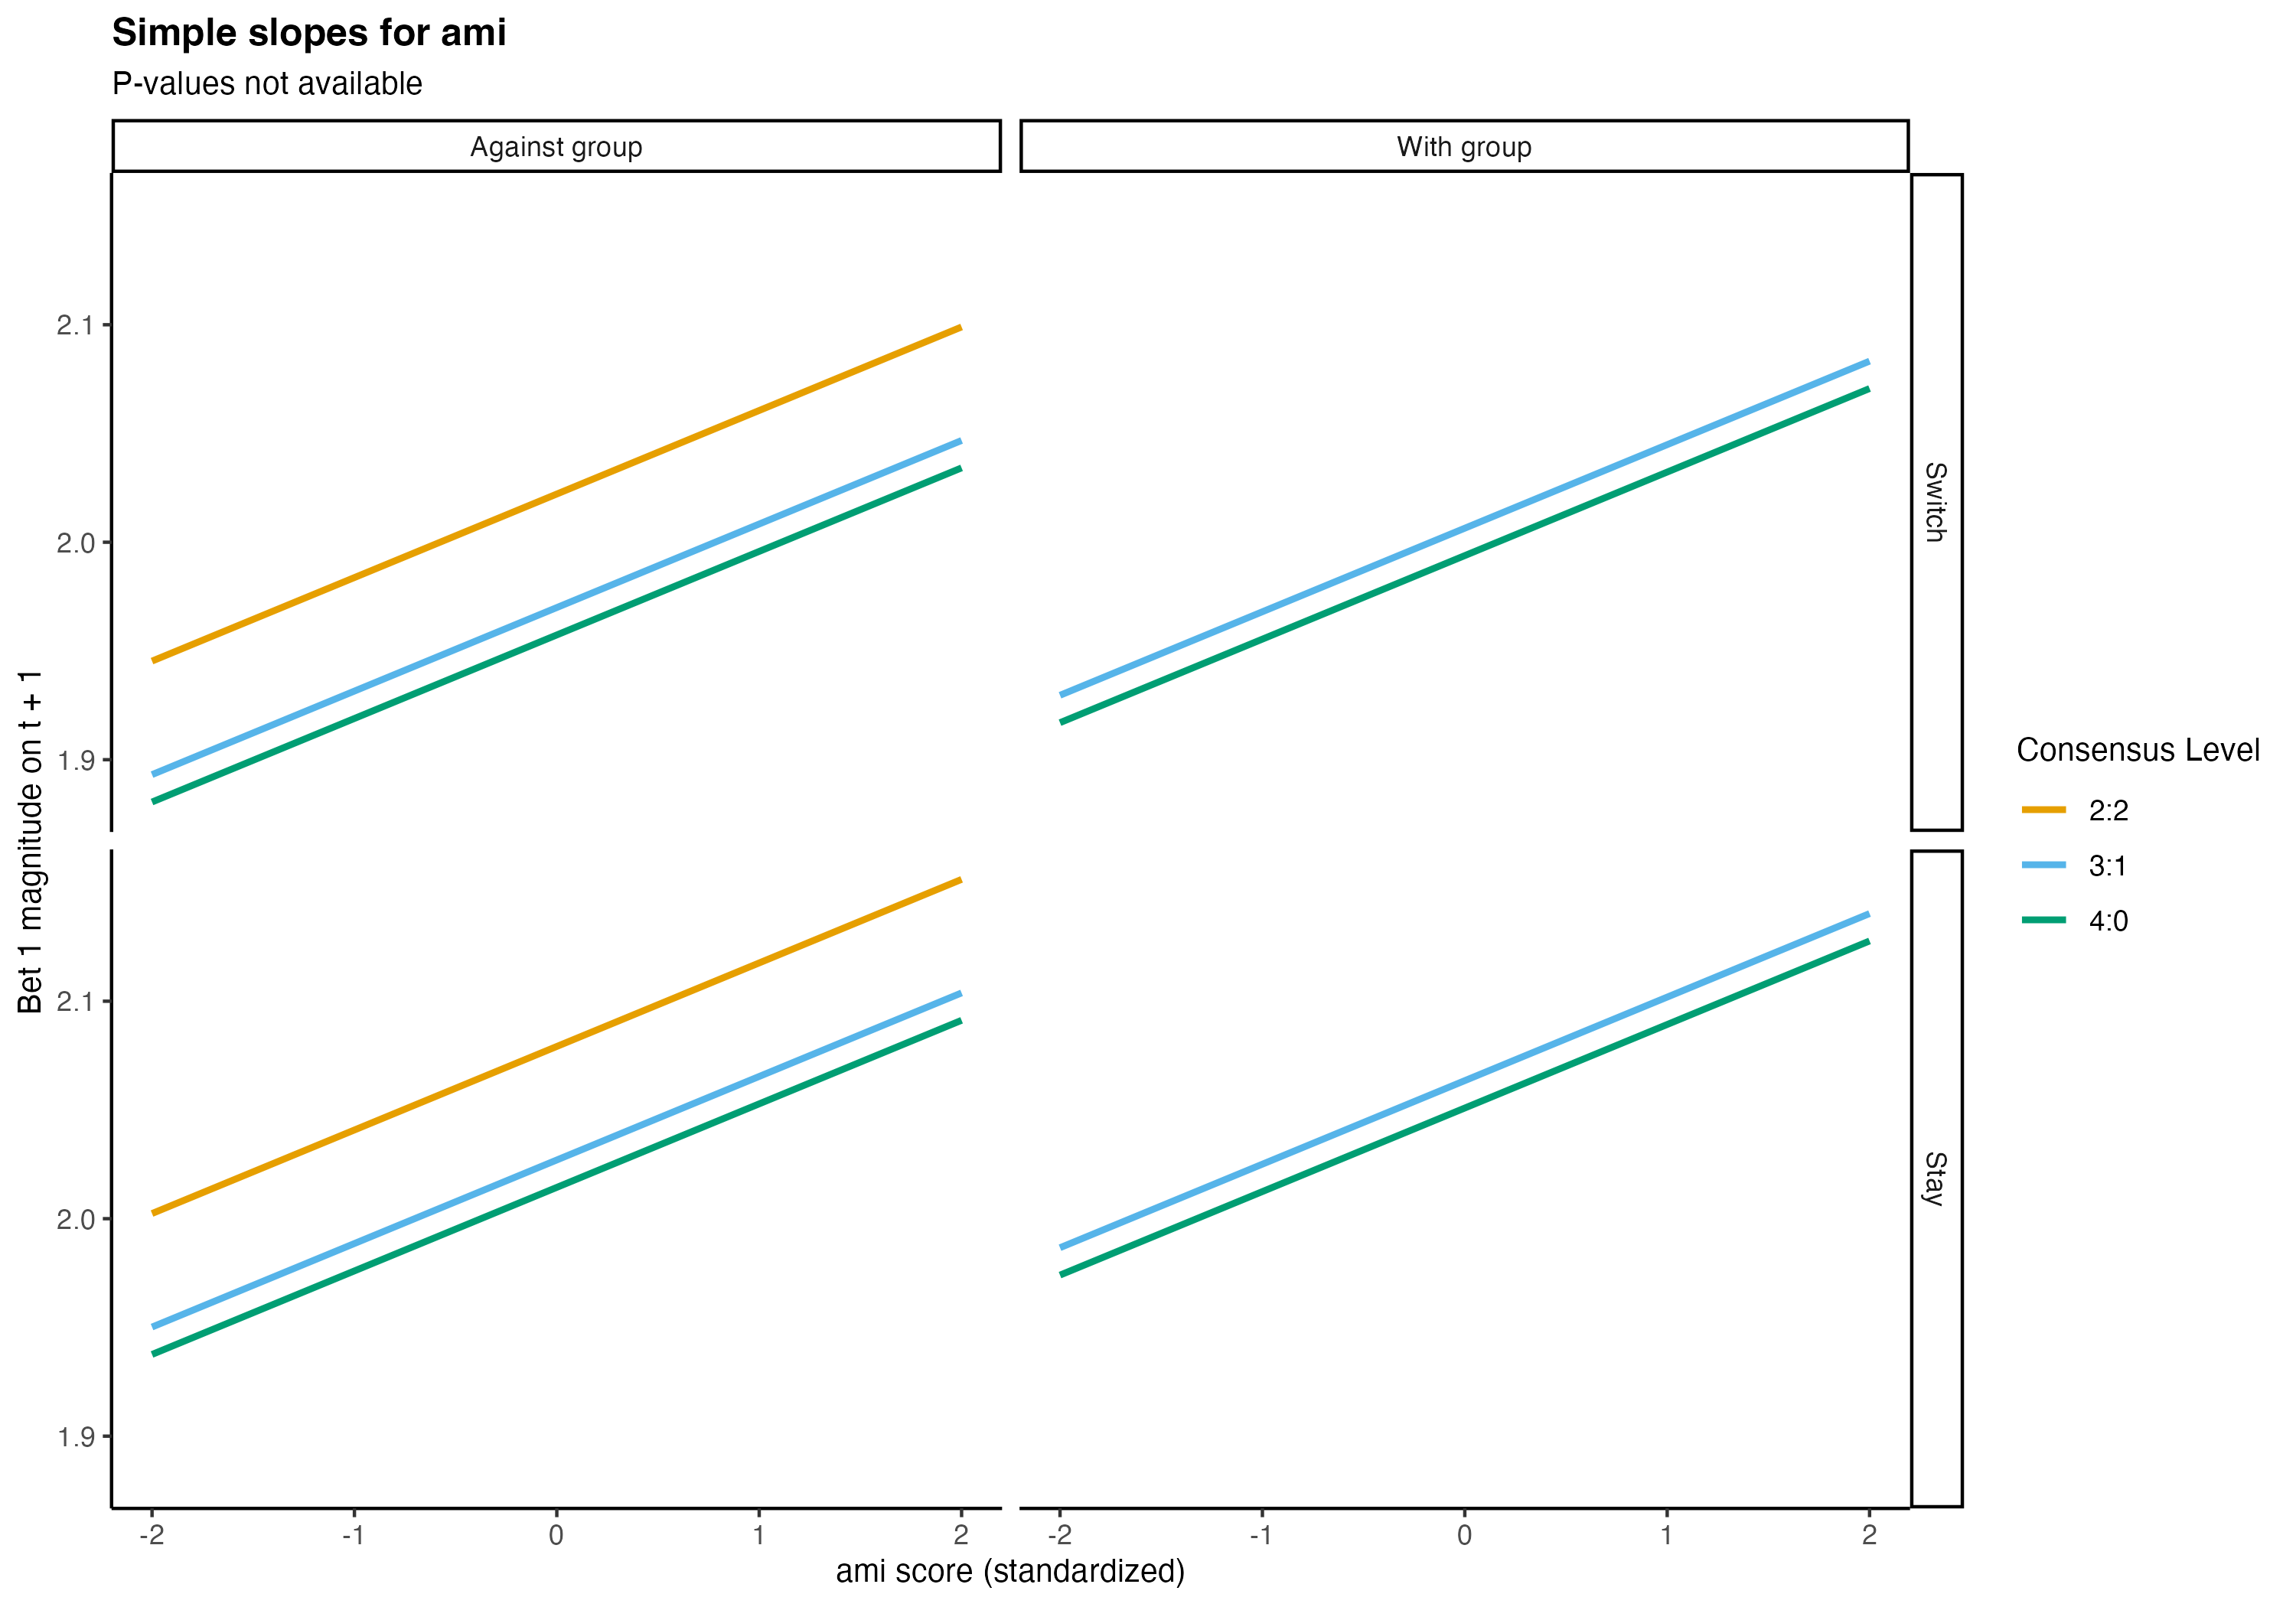 Simple slopes for ami
P-values not available
Against group
With group
Switch
Stay
Bet 1 magnitude on t + 1
2.1
2.0
1.9
2.1
2.0
1.9
-2 -1 0 1 2
-2 -1 0 1 2
ami score (standardized)
Consensus Level
2:2
3:1
4:0